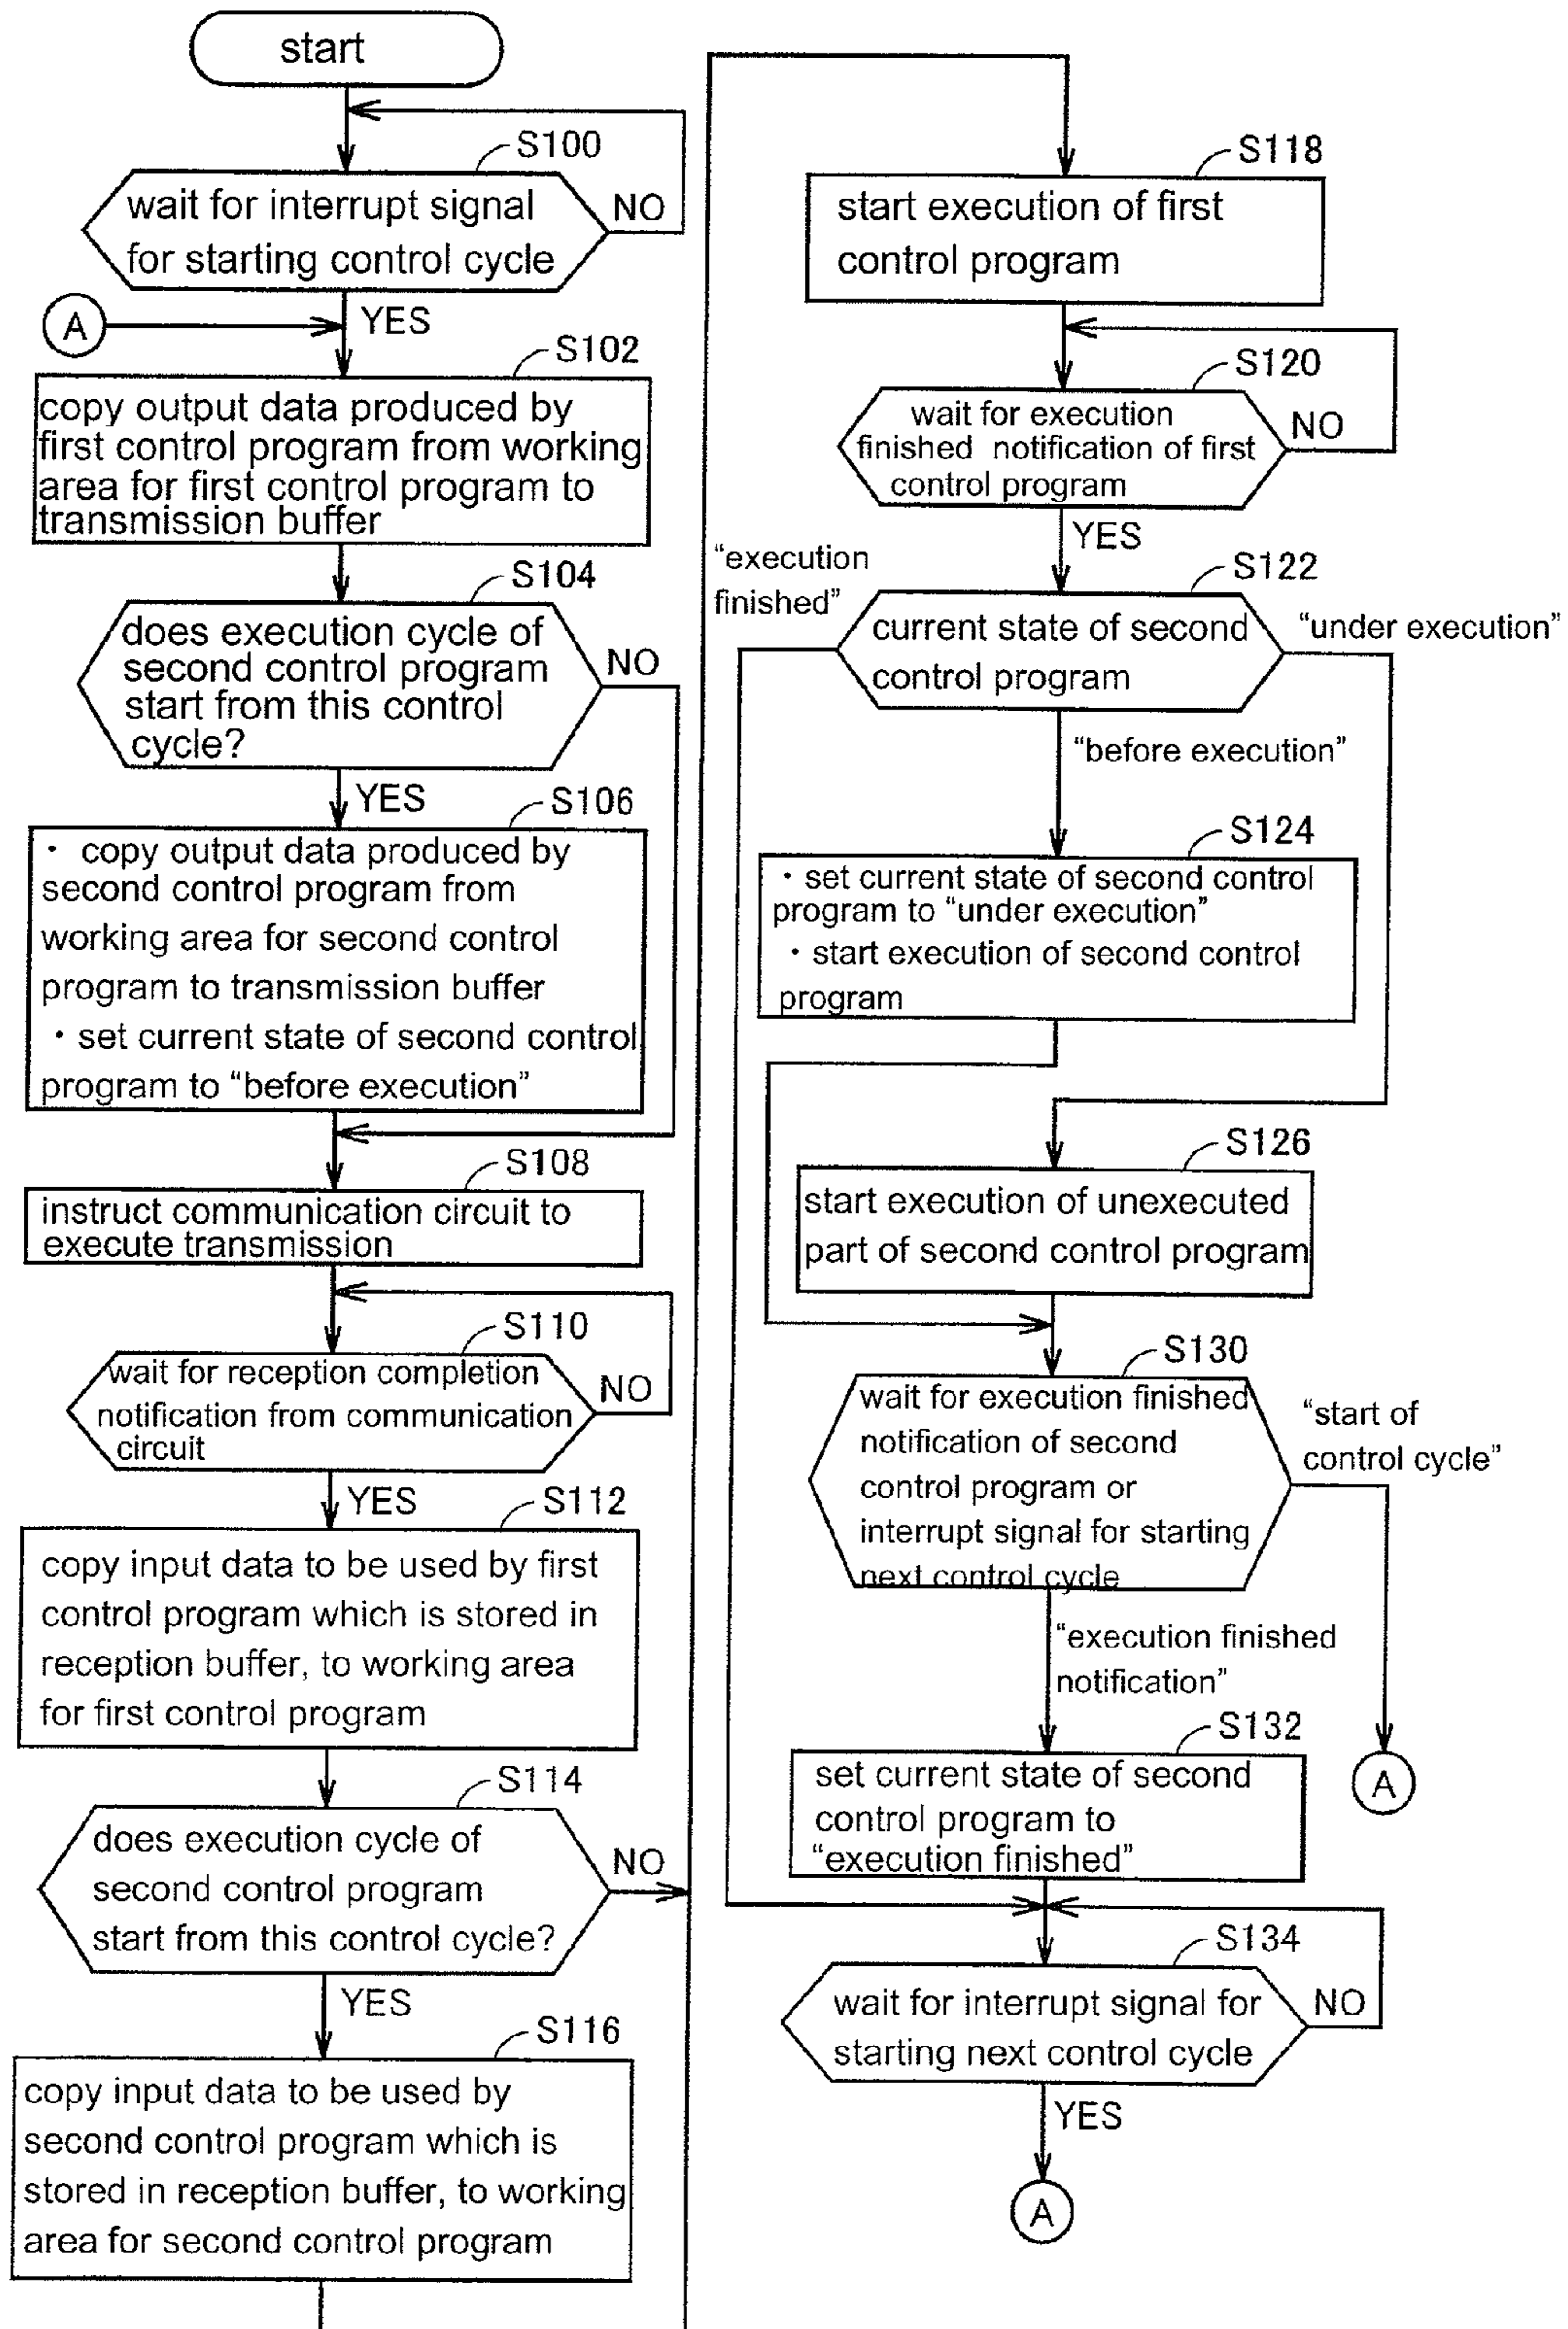 start
S100
wait for interrupt signal
for starting control cycle
NO
A
YES
S102
copy output data produced by
first control program from working
area for first control program to
transmission buffer
S104
does execution cycle of
second control program
start from this control
cycle?
NO
YES
S106
・ copy output data produced by
second control program from
working area for second control
program to transmission buffer
・set current state of second control
program to “before execution”
S108
instruct communication circuit to
execute transmission
S110
wait for reception completion
notification from communication
circuit
NO
YES
S112
copy input data to be used by first
control program which is stored in
reception buffer, to working area
for first control program
S114
does execution cycle of
second control program
start from this control cycle?
NO
YES
S116
copy input data to be used by
second control program which is
stored in reception buffer, to working
area for second control program
S118
start execution of first
control program
S120
wait for execution
finished notification of first
control program
NO
YES
“execution
finished”
S122
current state of second
control program
“under execution”
“before execution”
S124
・set current state of second control
program to “under execution”
・start execution of second control
program
S126
start execution of unexecuted
part of second control program
S130
wait for execution finished
notification of second
control program or
interrupt signal for starting
next control cycle
“start of
control cycle”
“execution finished
notification”
S132
set current state of second
control program to
“execution finished”
A
S134
wait for interrupt signal for
starting next control cycle
NO
YES
A